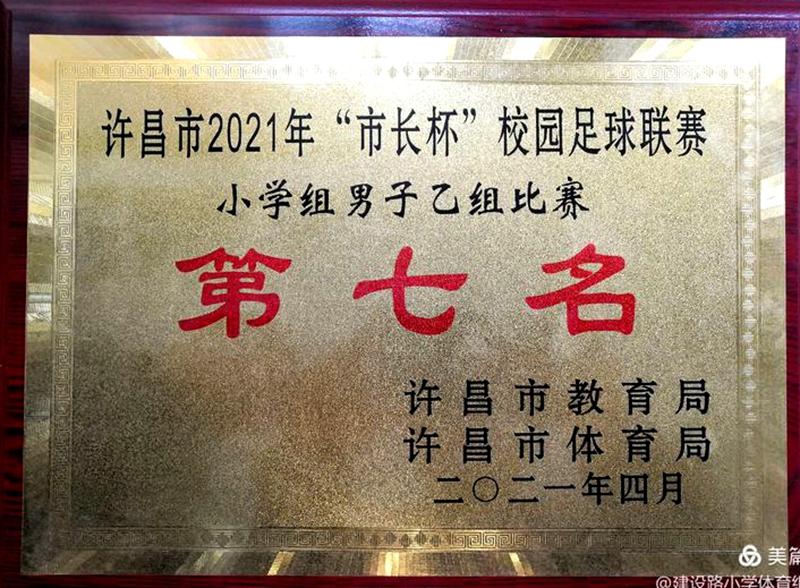 许昌市2021年“市长杯”校园足球联赛
小学组男子乙组比赛
第七名
许昌市教育局
许昌市体育局
二〇二一年四月
美篇
@建设路小学体育